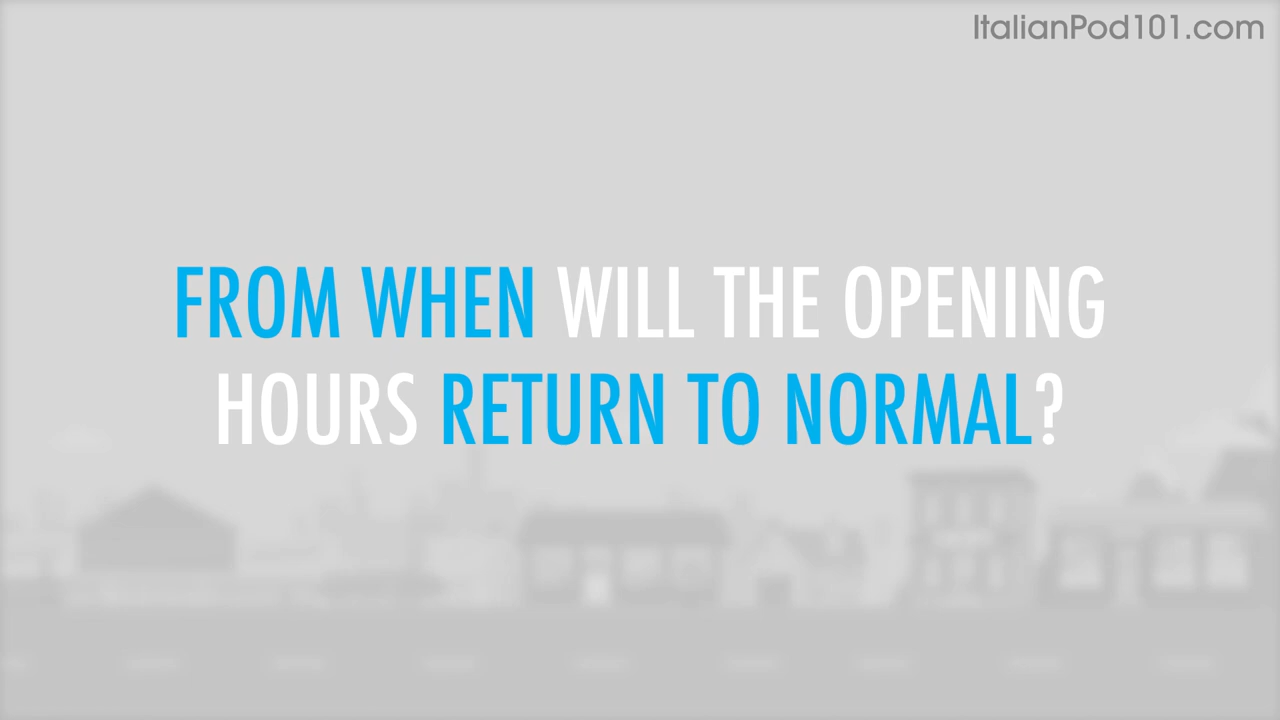 ItalianPod101.com
FROM WHEN WILL THE OPENING
HOURS RETURN TO NORMAL?